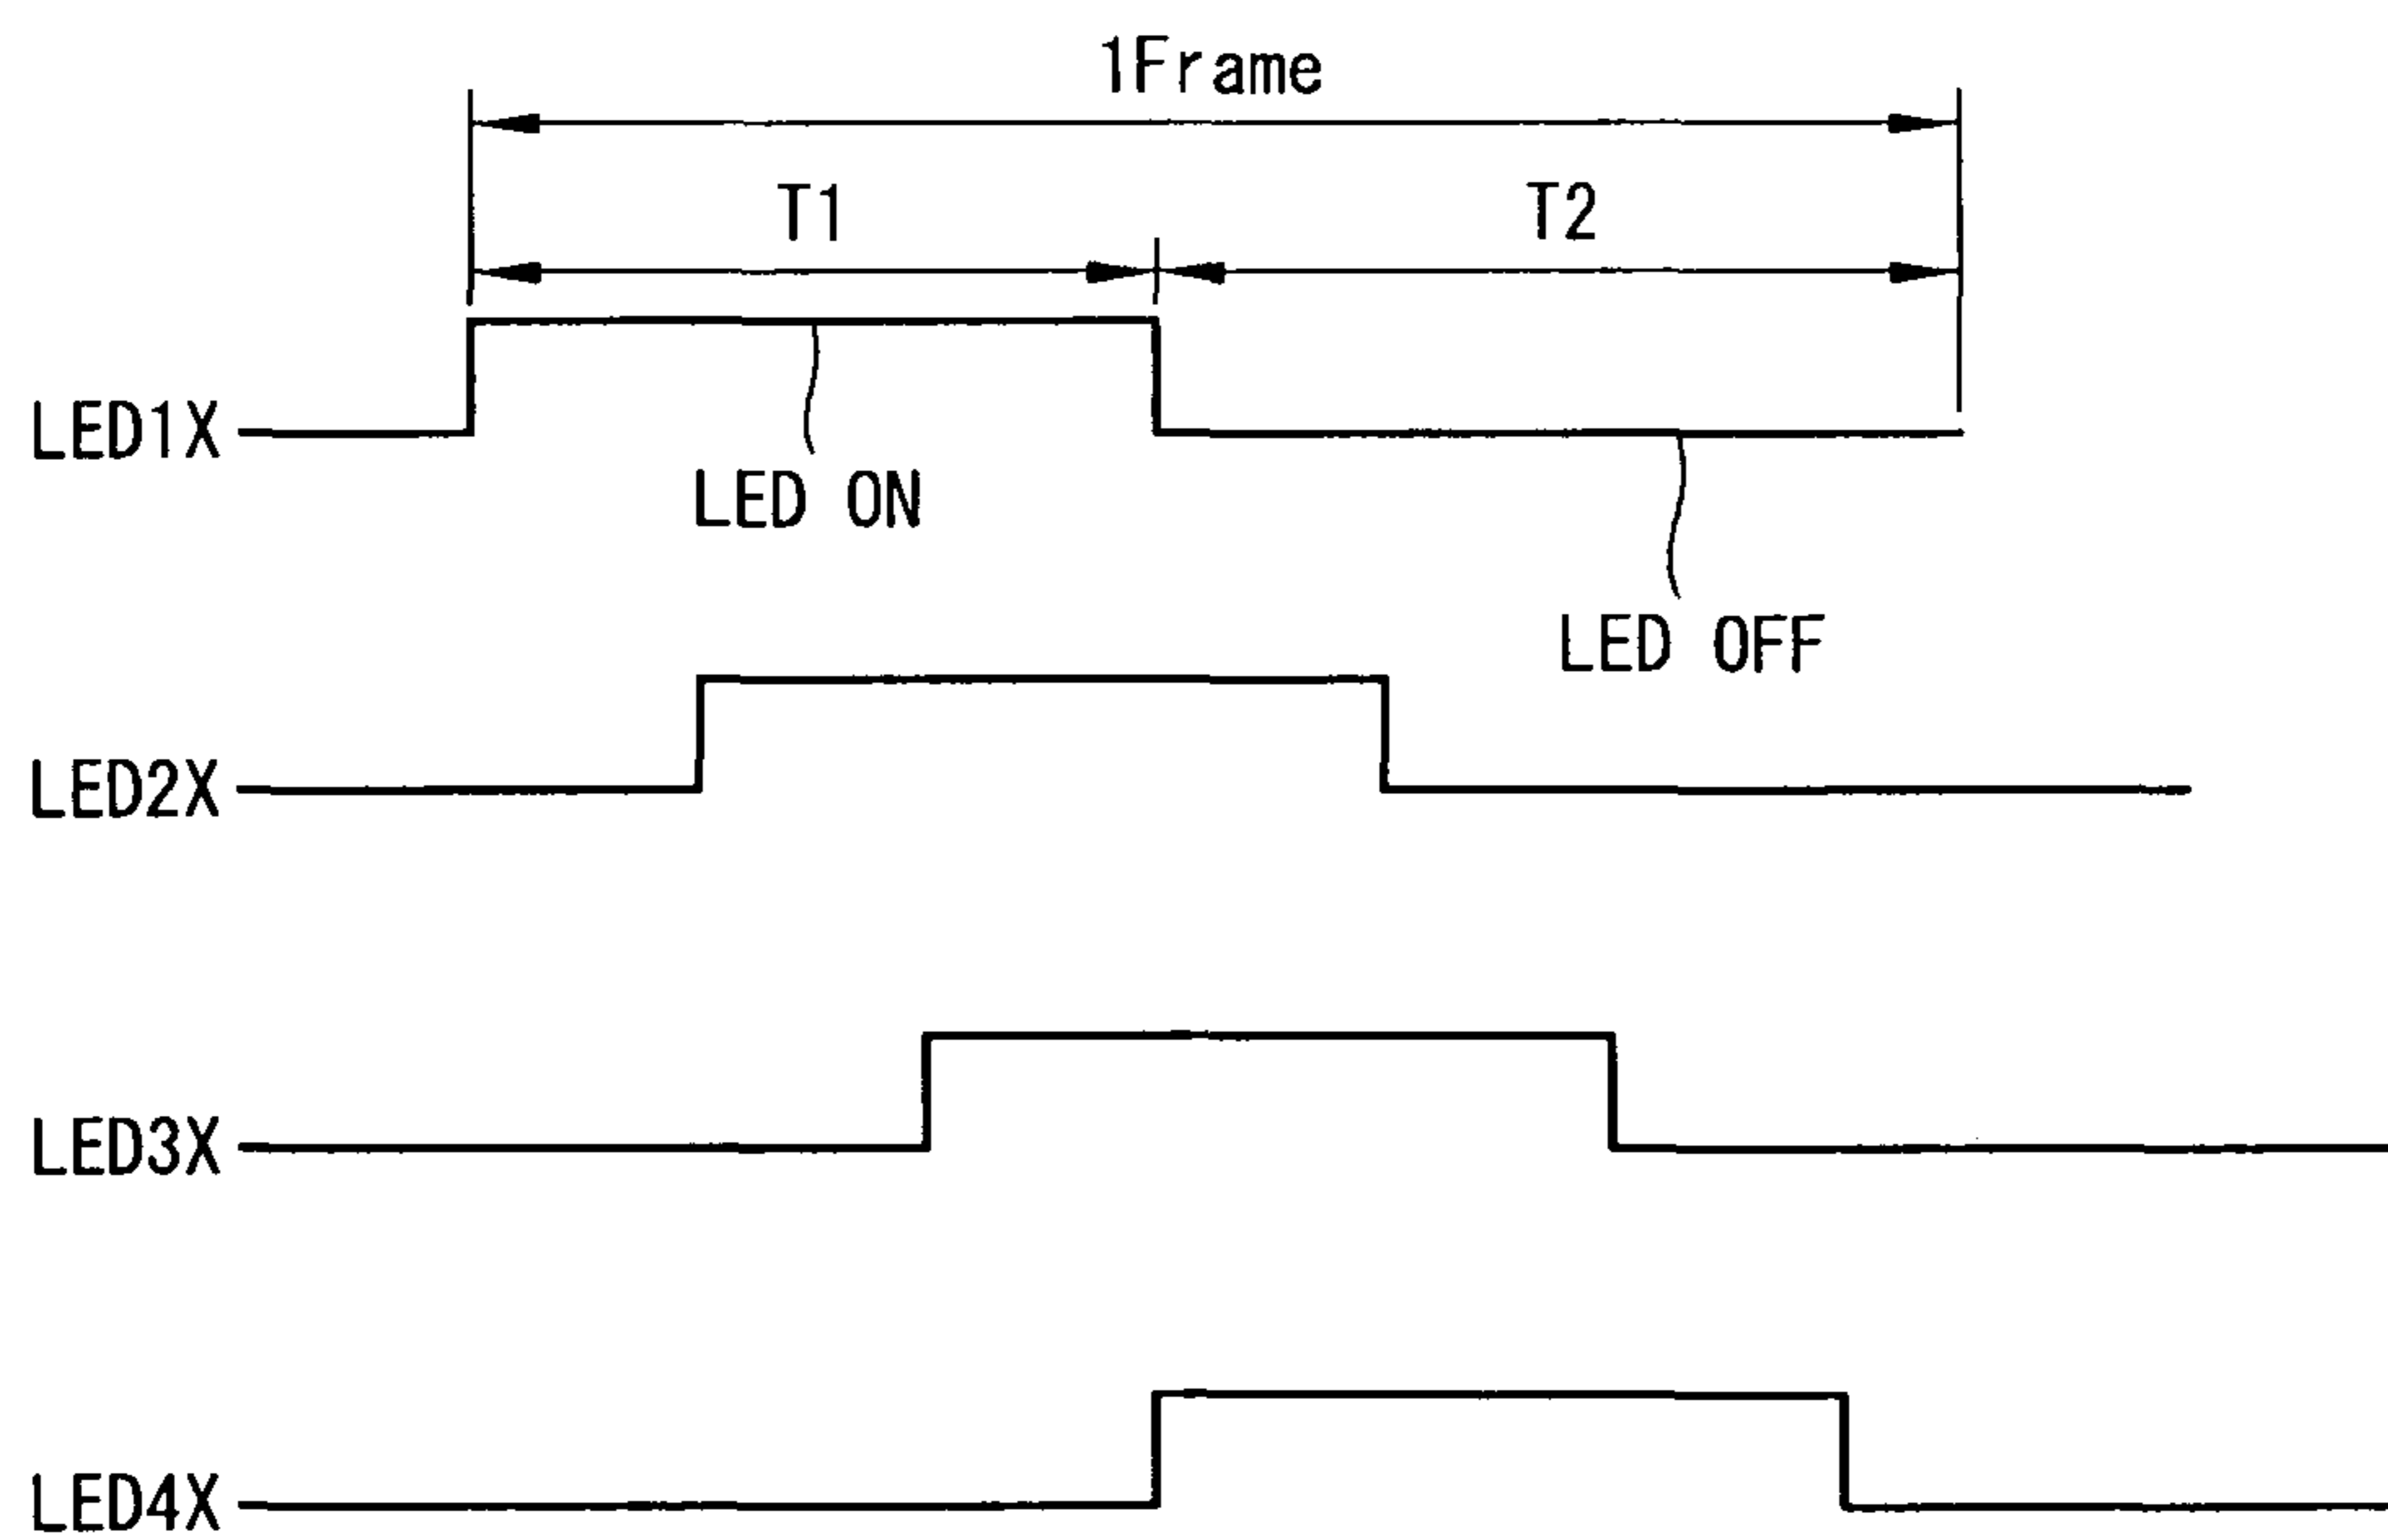 1Frame
T1 T2
LED1X
LED ON
LED OFF
LED2X
LED3X
LED4X